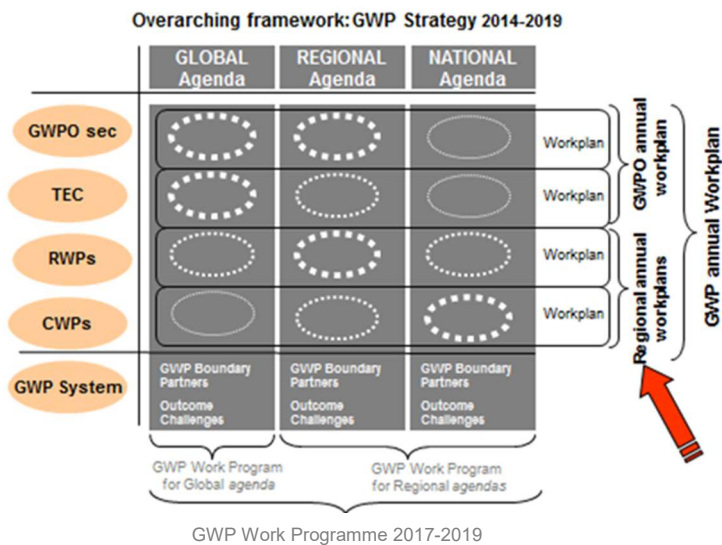 Overarching framework: GWP Strategy 2014-2019
GLOBAL
Agenda
REGIONAL
Agenda
NATIONAL
Agenda
GWPO sec
Workplan
TEC
Workplan
RWPs
Workplan
CWPs
Workplan
GWPO annual
workplan
Regional annual
workplans
GWP annual Workplan
GWP System
GWP Boundary
Partners
Outcome
Challenges
GWP Boundary
Partners
Outcome
Challenges
GWP Boundary
Partners
Outcome
Challenges
GWP Work Program
for Global agenda
GWP Work Program
for Regional agendas
GWP Work Programme 2017-2019